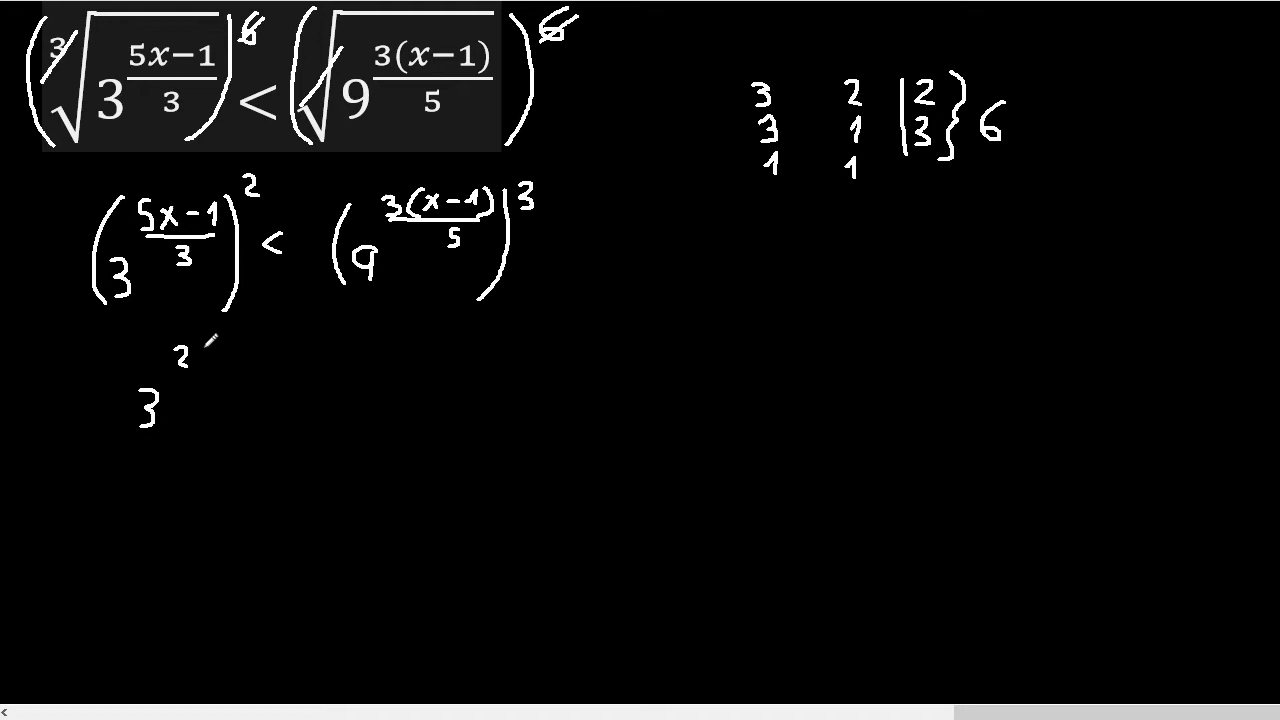 (∛(3^((5x−1)/3)))^6 < (√(9^((3(x−1))/5)))^6
(3^((5x-1)/3))^2 < (9^((3(x-1))/5))^3
3^2
3 2 | 2 } 6
3 1 | 3
1 1